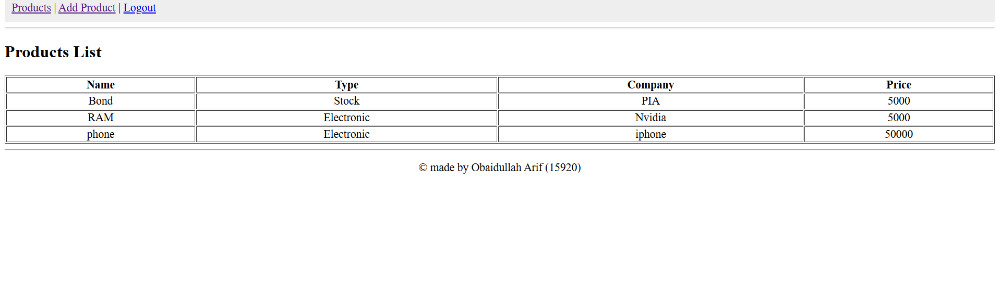 Products | Add Product | Logout
Products List
Name Type Company Price
Bond Stock PIA 5000
RAM Electronic Nvidia 5000
phone Electronic iphone 50000
© made by Obaidullah Arif (15920)